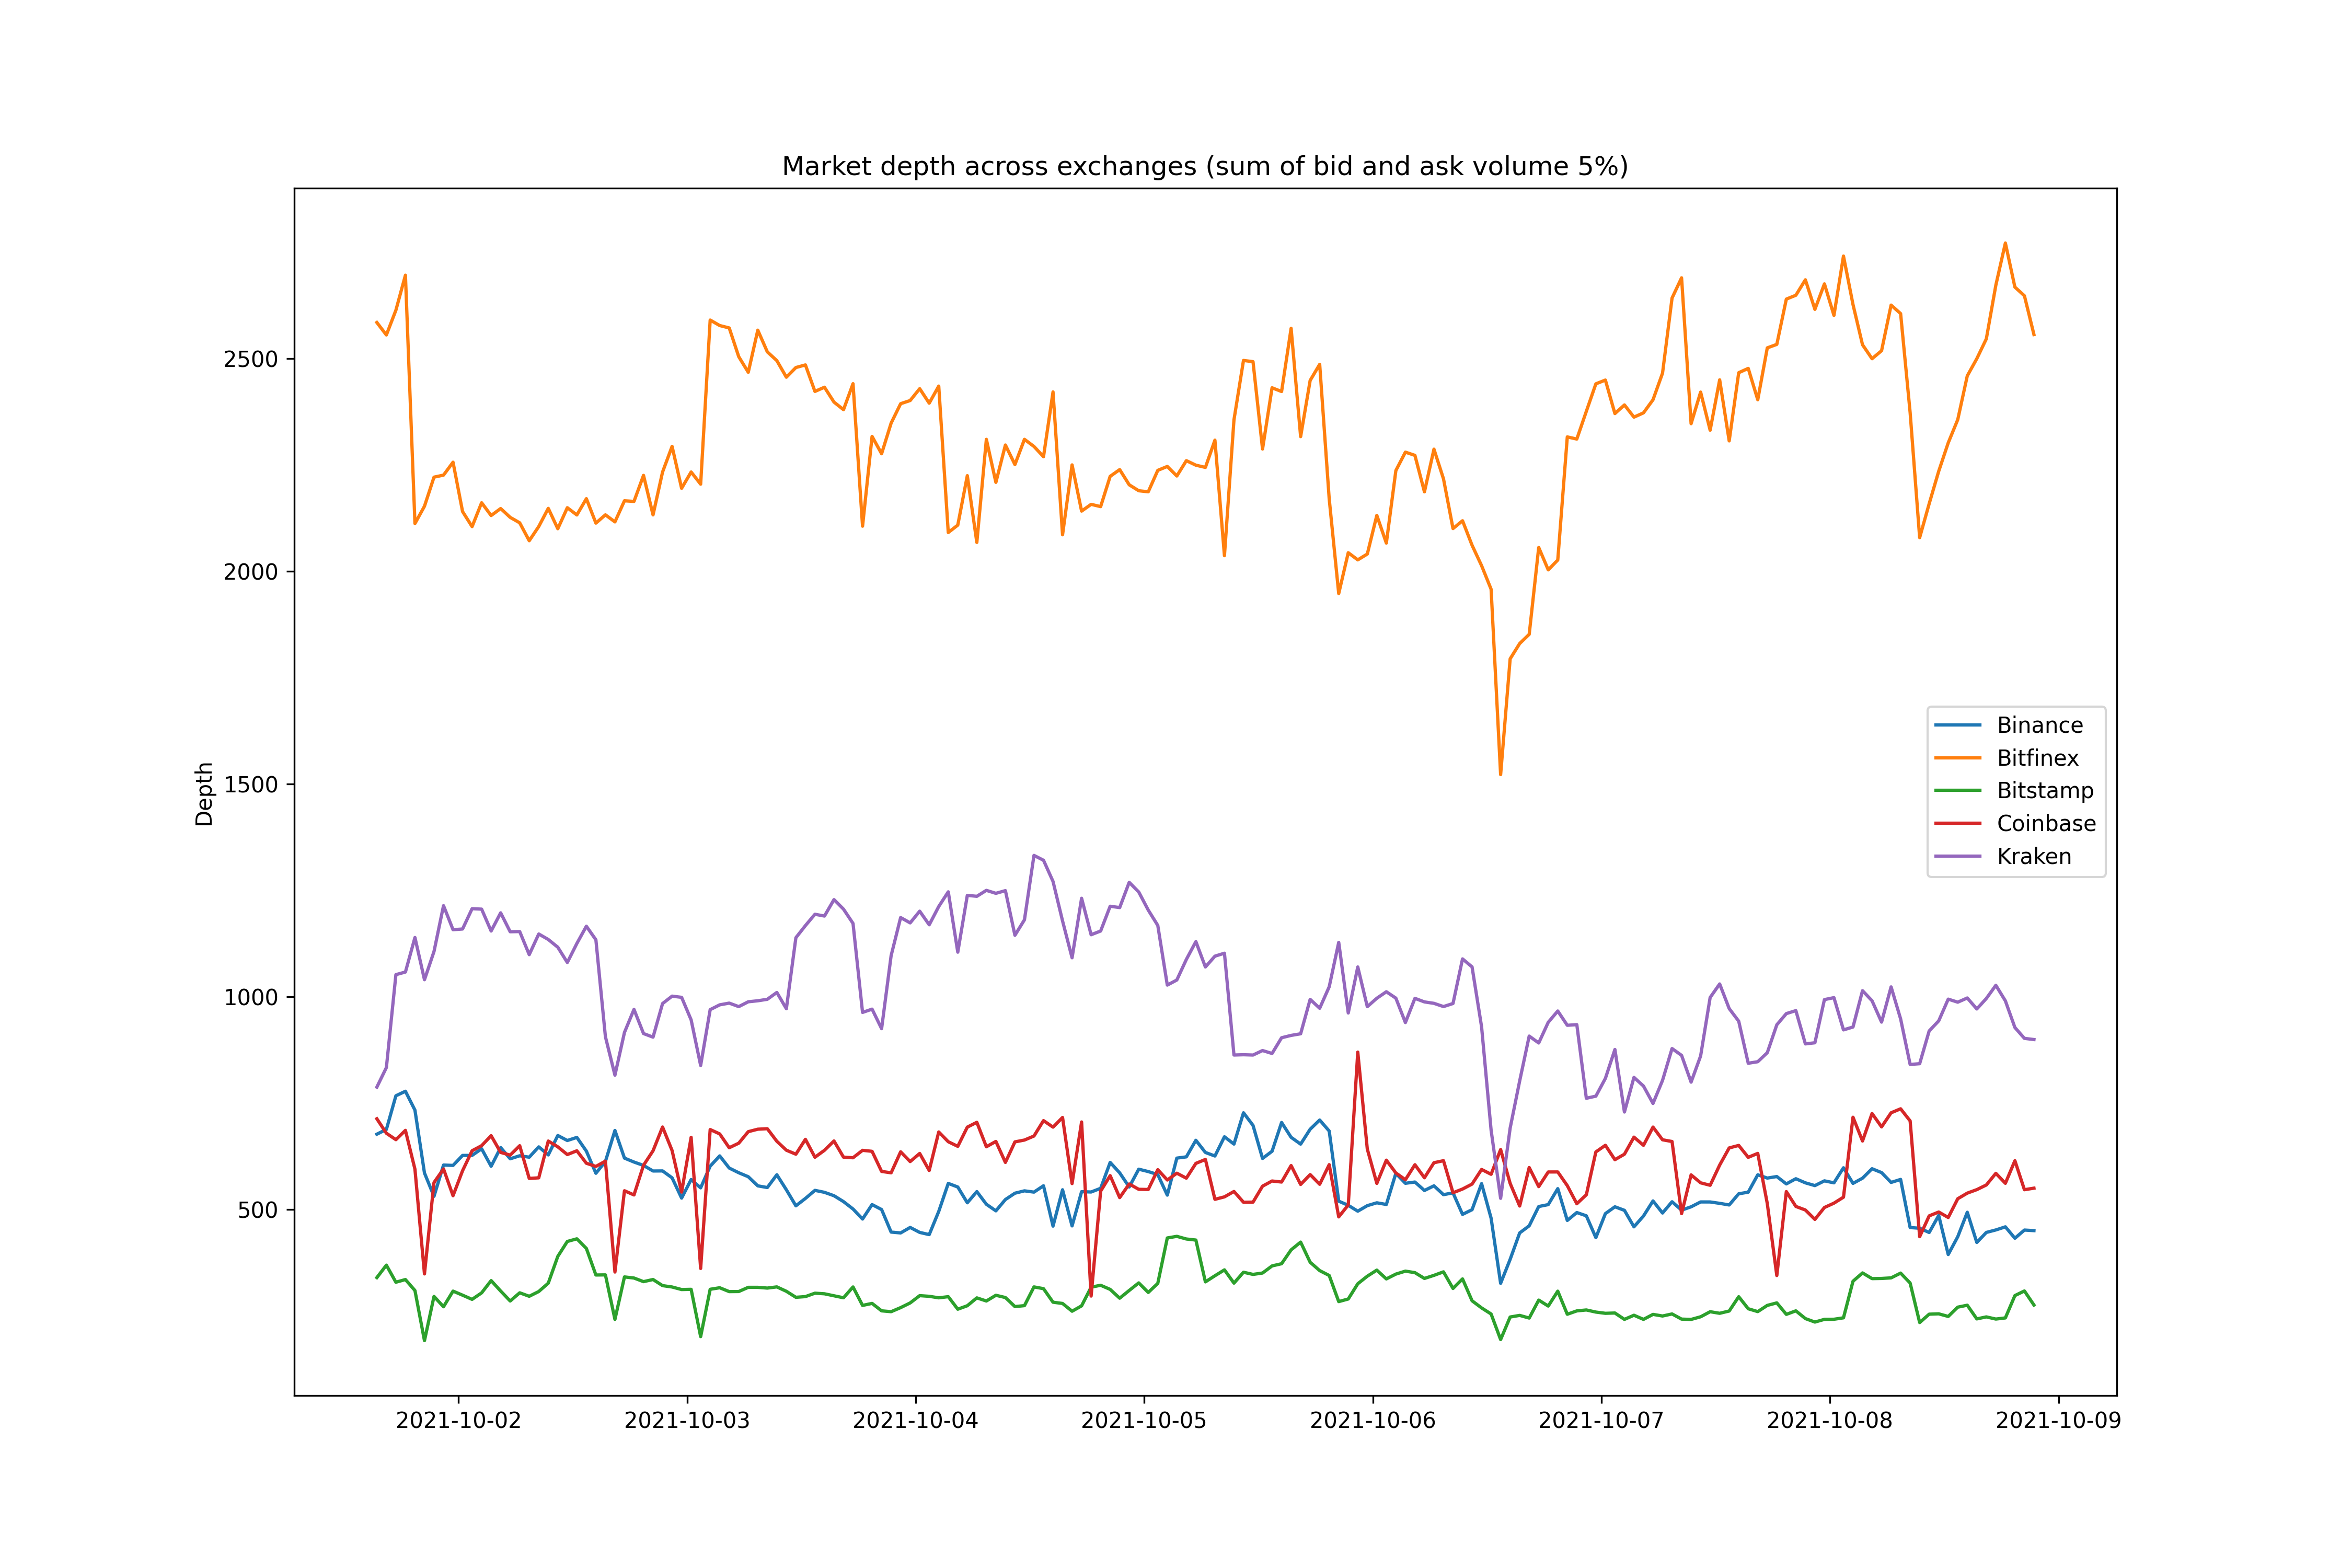 Market depth across exchanges (sum of bid and ask volume 5%)
Depth
2500
2000
1500
1000
500
Binance
Bitfinex
Bitstamp
Coinbase
Kraken
2021-10-02 2021-10-03 2021-10-04 2021-10-05 2021-10-06 2021-10-07 2021-10-08 2021-10-09